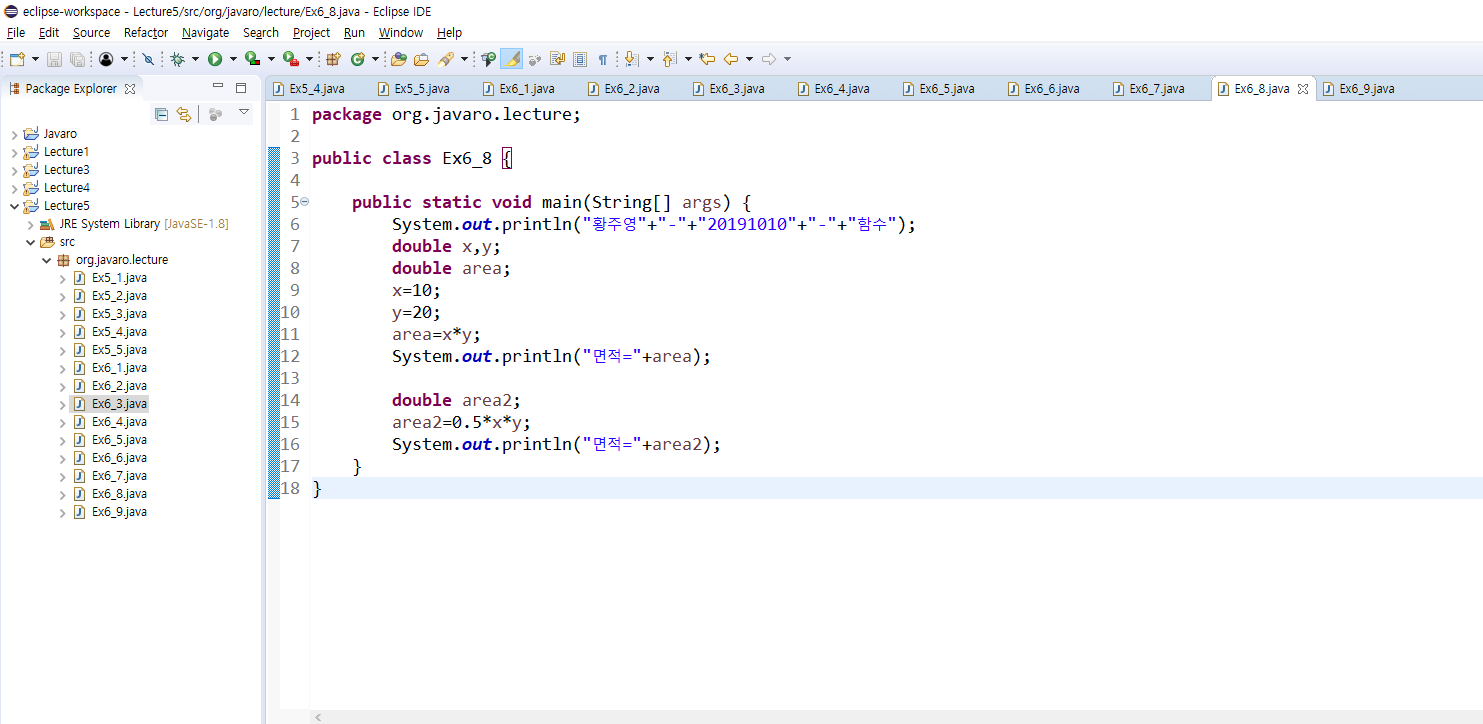 eclipse-workspace - Lecture5/src/org/javaro/lecture/Ex6_8.java - Eclipse IDE
File Edit Source Refactor Navigate Search Project Run Window Help
Package Explorer
Javaro
Lecture1
Lecture3
Lecture4
Lecture5
JRE System Library [JavaSE-1.8]
src
org.javaro.lecture
Ex5_1.java
Ex5_2.java
Ex5_3.java
Ex5_4.java
Ex5_5.java
Ex6_1.java
Ex6_2.java
Ex6_3.java
Ex6_4.java
Ex6_5.java
Ex6_6.java
Ex6_7.java
Ex6_8.java
Ex6_9.java
Ex5_4.java Ex5_5.java Ex6_1.java Ex6_2.java Ex6_3.java Ex6_4.java Ex6_5.java Ex6_6.java Ex6_7.java Ex6_8.java Ex6_9.java
1 package org.javaro.lecture;
2
3 public class Ex6_8 {
4
5 public static void main(String[] args) {
6 System.out.println("황주영"+"-"+"20191010"+"-"+"함수");
7 double x,y;
8 double area;
9 x=10;
10 y=20;
11 area=x*y;
12 System.out.println("면적="+area);
13
14 double area2;
15 area2=0.5*x*y;
16 System.out.println("면적="+area2);
17 }
18 }